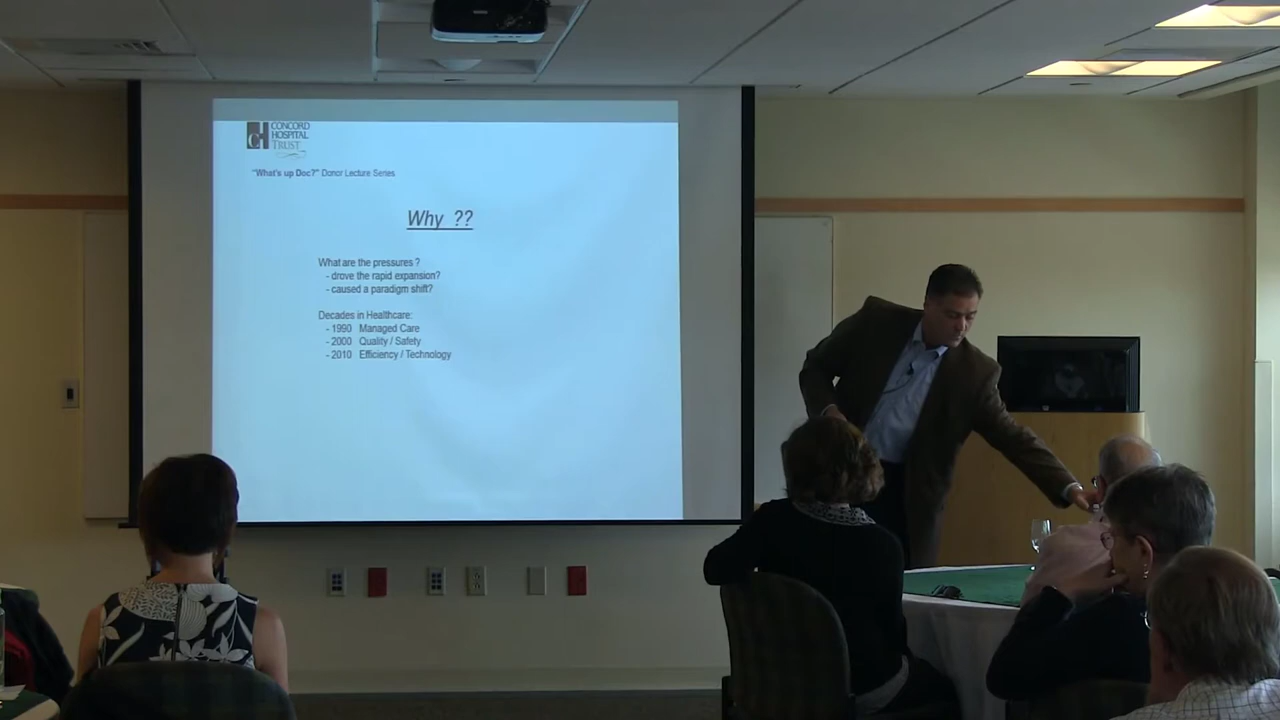 CONCORD
HOSPITAL
TRUST
"What's up Doc?" Donor Lecture Series
Why ??
What are the pressures ?
- drove the rapid expansion?
- caused a paradigm shift?
Decades in Healthcare:
- 1990 Managed Care
- 2000 Quality / Safety
- 2010 Efficiency / Technology